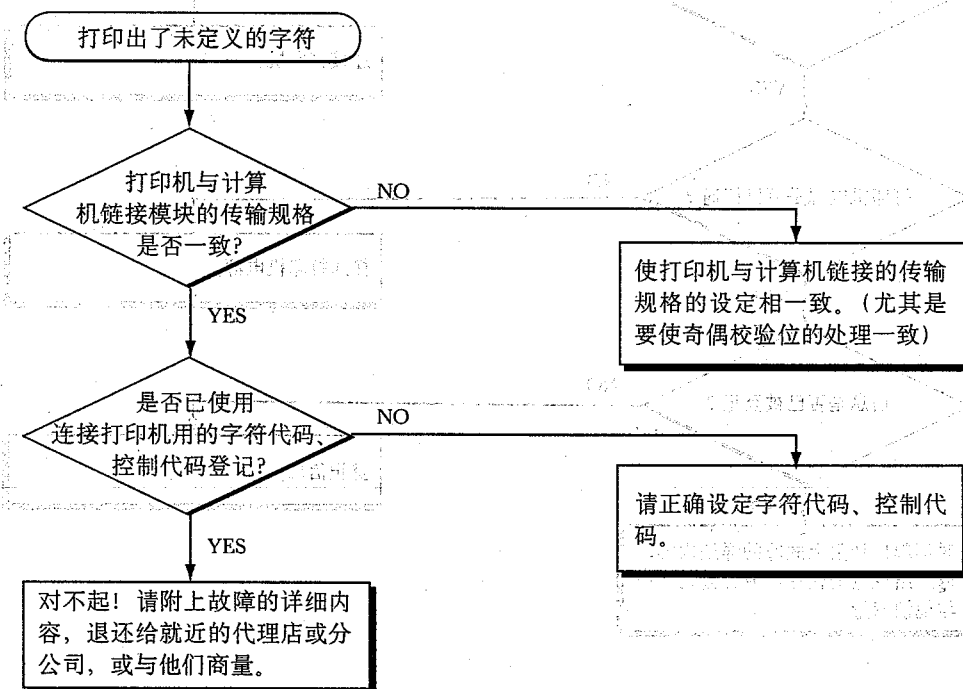 打印出了未定义的字符
打印机与计算
机链接模块的传输规格
是否一致?
NO
使打印机与计算机链接的传输
规格的设定相一致。(尤其是
要使奇偶校验位的处理一致)
YES
是否已使用
连接打印机用的字符代码、
控制代码登记?
NO
请正确设定字符代码、控制代
码。
YES
对不起! 请附上故障的详细内
容, 退还给就近的代理店或分
公司, 或与他们商量。